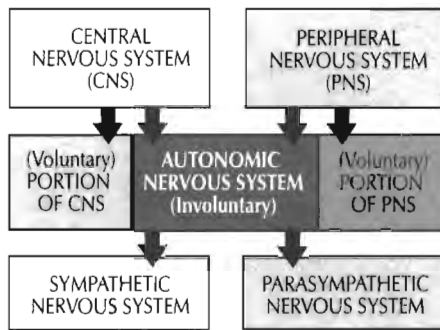 CENTRAL
NERVOUS SYSTEM
(CNS)
PERIPHERAL
NERVOUS SYSTEM
(PNS)
(Voluntary)
PORTION
OF CNS
AUTONOMIC
NERVOUS SYSTEM
(Involuntary)
(Voluntary)
PORTION
OF PNS
SYMPATHETIC
NERVOUS SYSTEM
PARASYMPATHETIC
NERVOUS SYSTEM